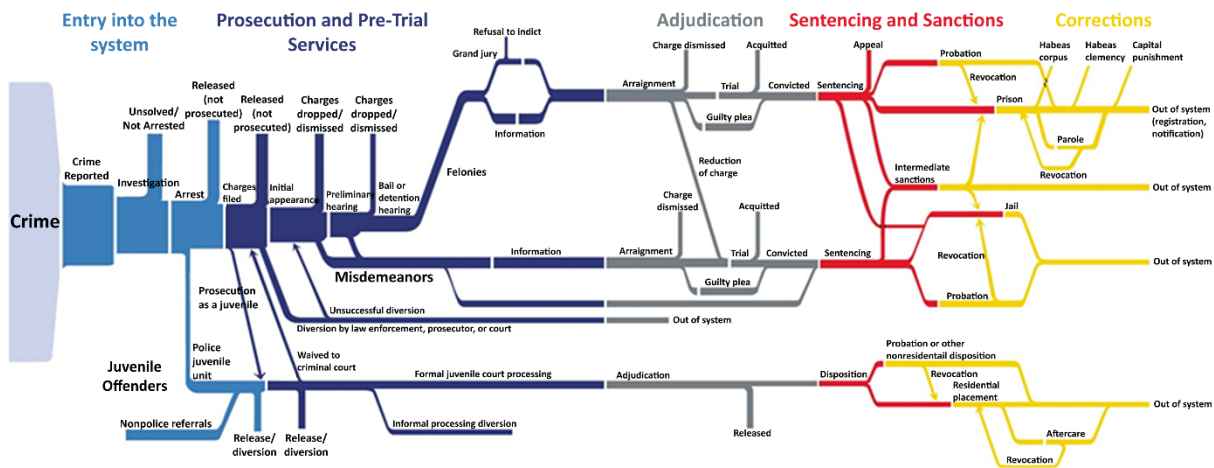 Entry into the
system
Prosecution and Pre-Trial
Services
Adjudication
Sentencing and Sanctions
Corrections
Crime
Crime
Reported
Investigation
Unsolved/
Not Arrested
Arrest
Released
(not
prosecuted)
Charges
filed
Released
(not
prosecuted)
Initial
appearance
Charges
dropped/
dismissed
Preliminary
hearing
Charges
dropped/
dismissed
Bail or
detention
hearing
Felonies
Refusal to indict
Grand jury
Information
Arraignment
Charge dismissed
Trial
Acquitted
Guilty plea
Convicted
Reduction
of charge
Appeal
Sentencing
Probation
Revocation
Prison
Habeas
corpus
Habeas
clemency
Capital
punishment
Out of system
(registration,
notification)
Parole
Revocation
Intermediate
sanctions
Out of system
Misdemeanors
Information
Arraignment
Charge
dismissed
Trial
Acquitted
Guilty plea
Convicted
Sentencing
Jail
Revocation
Probation
Out of system
Prosecution
as a juvenile
Unsuccessful diversion
Diversion by law enforcement, prosecutor, or court
Out of system
Juvenile
Offenders
Police
juvenile
unit
Waived to
criminal court
Formal juvenile court processing
Adjudication
Disposition
Probation or other
nonresidentail disposition
Revocation
Residential
placement
Out of system
Nonpolice referrals
Release/
diversion
Release/
diversion
Informal processing diversion
Released
Aftercare
Revocation